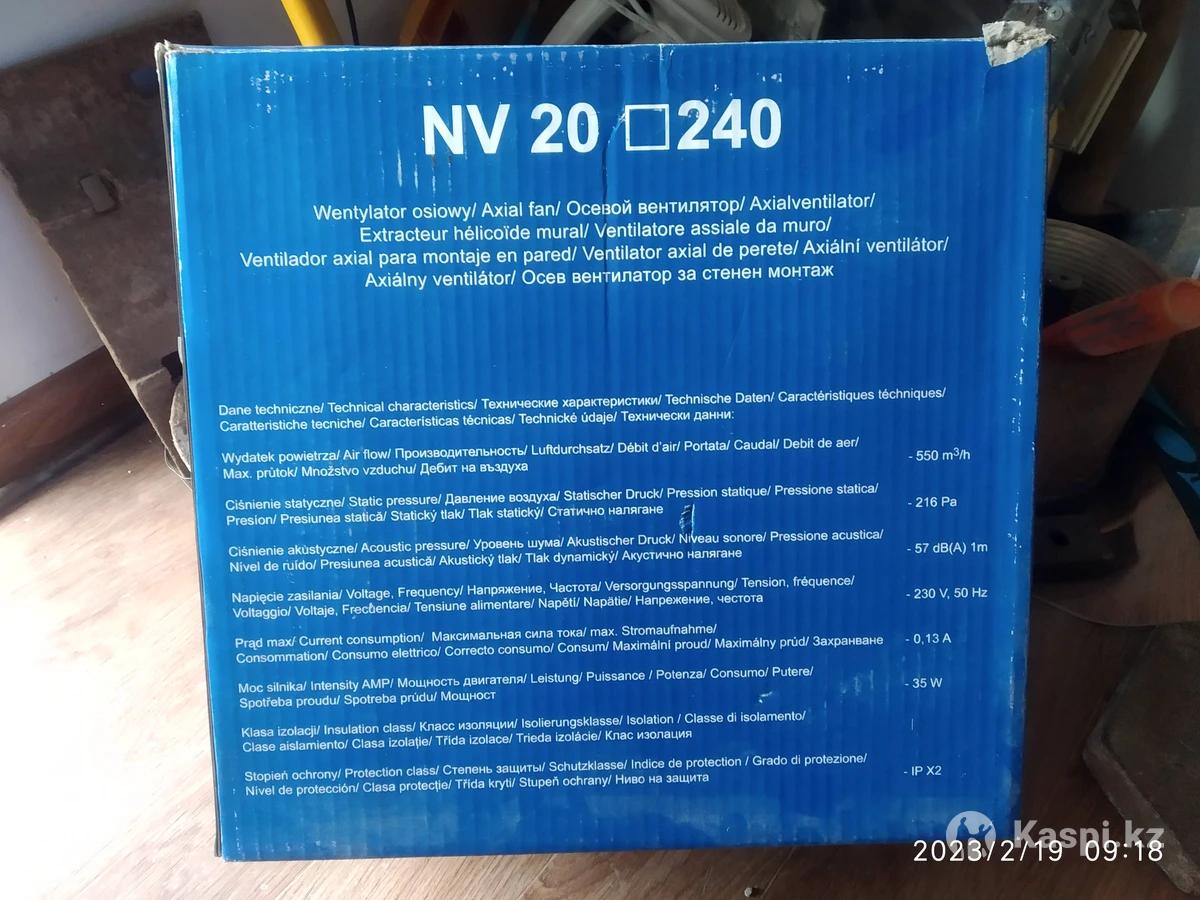 NV 20 □240
Wentylator osiowy/ Axial fan/ Осевой вентилятор/ Axialventilator/
Extracteur hélicoïde mural/ Ventilatore assiale da muro/
Ventilador axial para montaje en pared/ Ventilator axial de perete/ Axiální ventilátor/
Axiálny ventilátor/ Осев вентилатор за стенен монтаж
Dane techniczne/ Technical characteristics/ Технические характеристики/ Technische Daten/ Caractéristiques téchniques/
Caratteristiche tecniche/ Características técnicas/ Technické údaje/ Технически данни:
Wydatek powietrza/ Air flow/ Производительность/ Luftdurchsatz/ Débit d'air/ Portata/ Caudal/ Debit de aer/
Max. průtok/ Množstvo vzduchu/ Дебит на въздуха
- 550 m³/h
Ciśnienie statyczne/ Static pressure/ Давление воздуха/ Statischer Druck/ Pression statique/ Pressione statica/
Presíon/ Presiunea statică/ Statický tlak/ Tlak statický/ Статично налягане
- 216 Pa
Ciśnienie akustyczne/ Acoustic pressure/ Уровень шума/ Akustischer Druck/ Niveau sonore/ Pressione acustica/
Nível de ruído/ Presiunea acustică/ Akustický tlak/ Tlak dynamický/ Акустично налягане
- 57 dB(A) 1m
Napięcie zasilania/ Voltage, Frequency/ Напряжение, Частота/ Versorgungsspannung/ Tension, fréquence/
Voltaggio/ Voltaje, Frecuencia/ Tensiune alimentare/ Napětí/ Napätie/ Напрежение, честота
- 230 V, 50 Hz
Prąd max/ Current consumption/ Максимальная сила тока/ max. Stromaufnahme/
Consommation/ Consumo elettrico/ Correcto consumo/ Consum/ Maximální proud/ Maximálny prúd/ Захранване
- 0,13 A
Moc silnika/ Intensity AMP/ Мощность двигателя/ Leistung/ Puissance / Potenza/ Consumo/ Putere/
Spotřeba proudu/ Spotreba prúdu/ Мощност
- 35 W
Klasa izolacji/ Insulation class/ Класс изоляции/ Isolierungsklasse/ Isolation / Classe di isolamento/
Clase aislamiento/ Clasa izolație/ Třída izolace/ Trieda izolácie/ Клас изолация
I
Stopień ochrony/ Protection class/ Степень защиты/ Schutzklasse/ Indice de protection / Grado di protezione/
Nivel de protección/ Clasa protecție/ Třída krytí/ Stupeň ochrany/ Ниво на защита
- IP X2
Kaspi.kz
2023/2/19 09:18